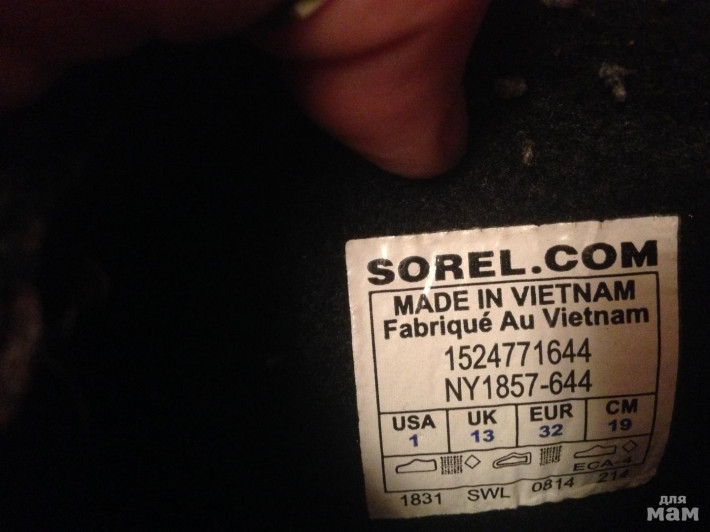 SOREL.COM
MADE IN VIETNAM
Fabriqué Au Vietnam
1524771644
NY1857-644
USA UK EUR CM
1 13 32 19
ECA-4
1831 SWL 0814 214
для
мам